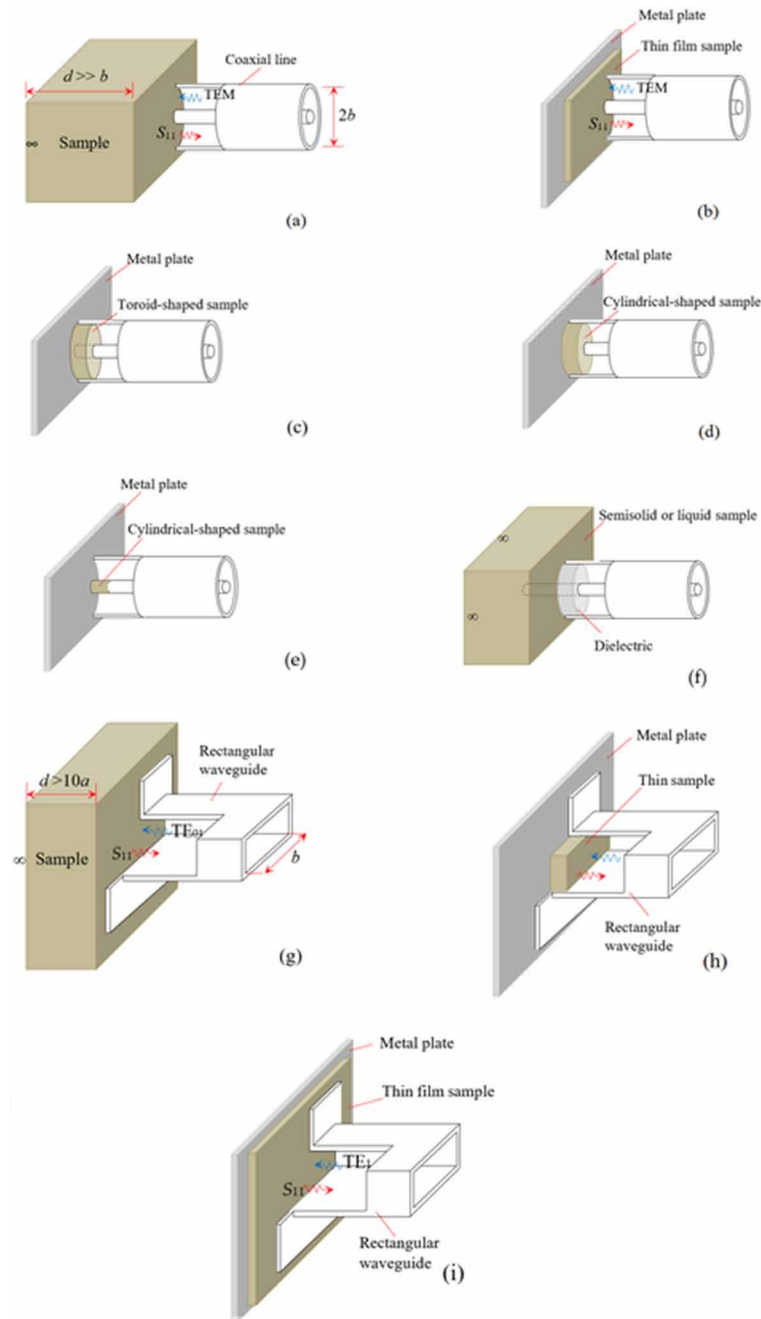 d >> b
Coaxial line
TEM
2b
S11
∞ Sample
(a)
Metal plate
Thin film sample
TEM
S11
(b)
Metal plate
Toroid-shaped sample
(c)
Metal plate
Cylindrical-shaped sample
(d)
Metal plate
Cylindrical-shaped sample
(e)
Semisolid or liquid sample
∞
∞
Dielectric
(f)
Rectangular
waveguide
d >10a
TE01
S11
∞ Sample
b
(g)
Metal plate
Thin sample
Rectangular
waveguide
(h)
Metal plate
Thin film sample
TE1
S11
Rectangular
waveguide
(i)